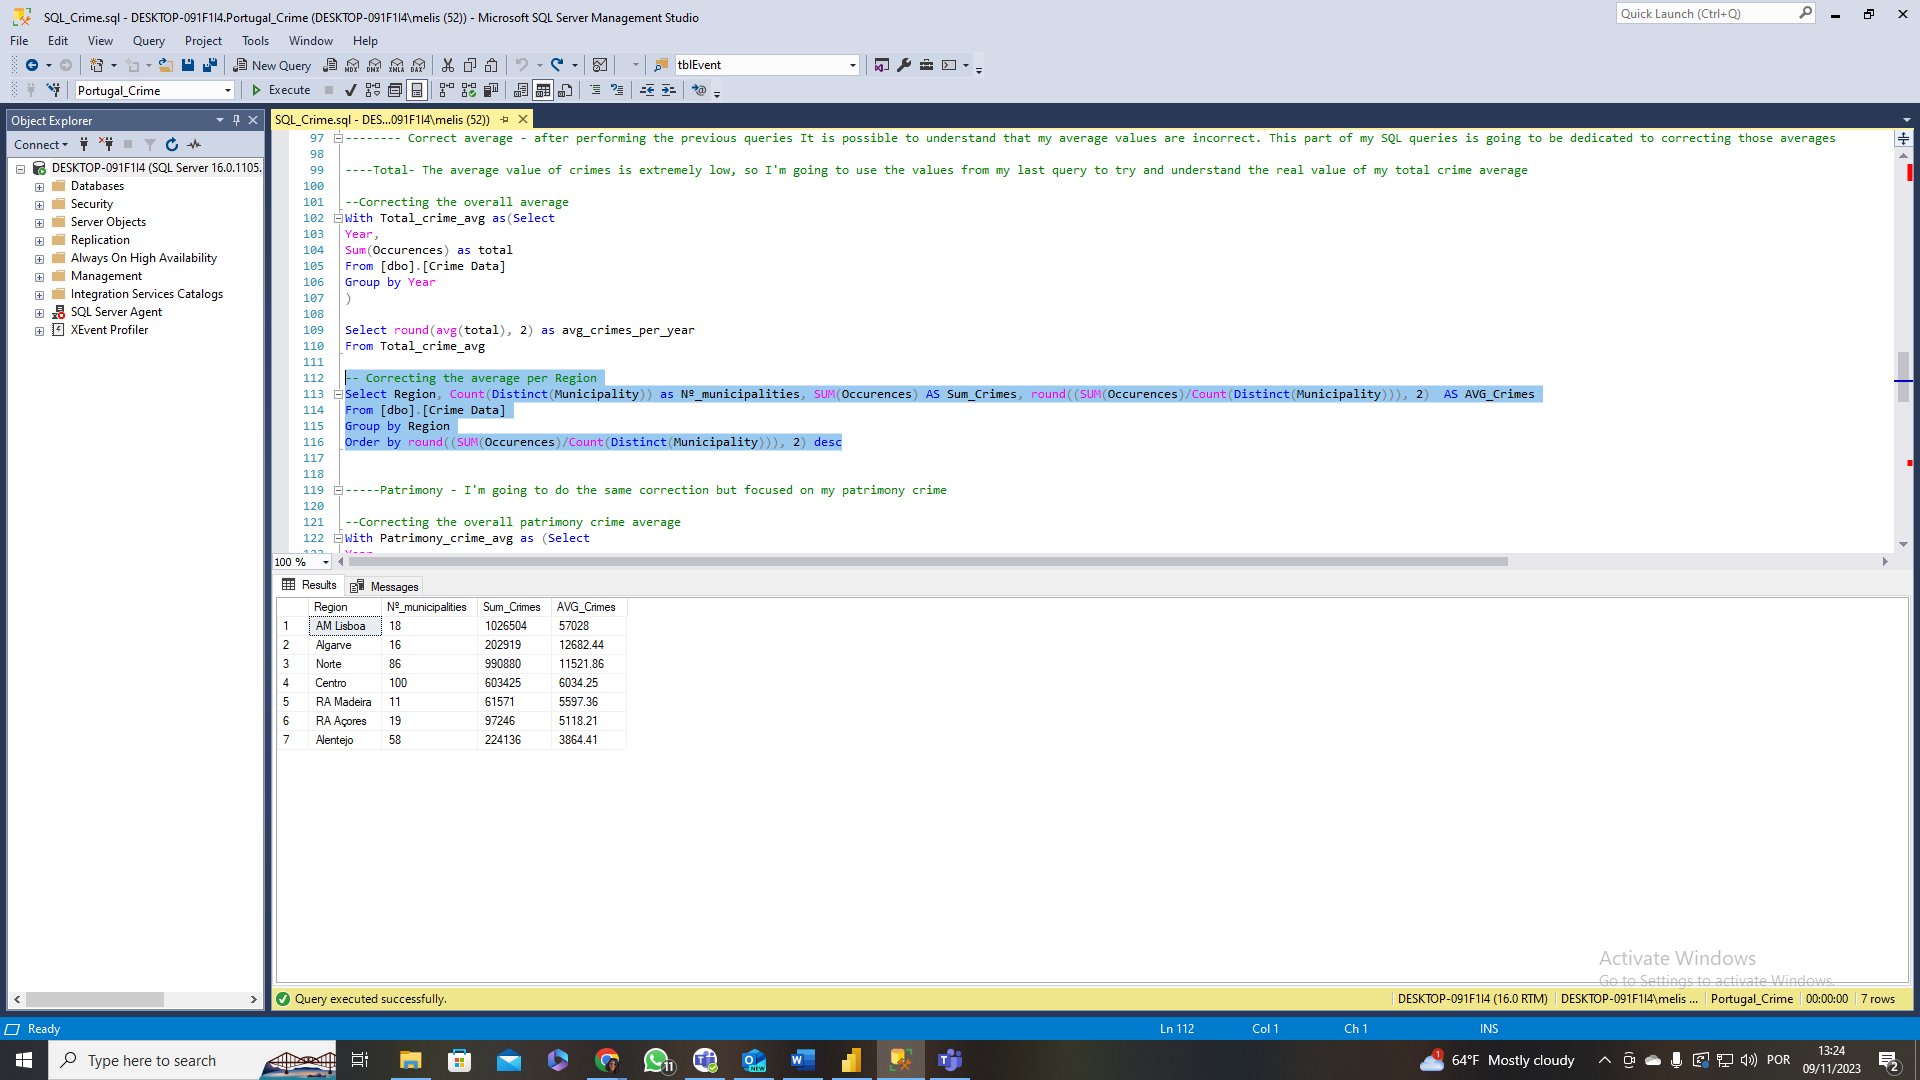 SQL_Crime.sql - DESKTOP-091F1I4.Portugal_Crime (DESKTOP-091F1I4\melis (52)) - Microsoft SQL Server Management Studio
Quick Launch (Ctrl+Q)
File Edit View Query Project Tools Window Help
New Query MDX DMX XMLA DAX tblEvent
Portugal_Crime Execute
Object Explorer
Connect
DESKTOP-091F1I4 (SQL Server 16.0.1105.
Databases
Security
Server Objects
Replication
Always On High Availability
Management
Integration Services Catalogs
SQL Server Agent
XEvent Profiler
SQL_Crime.sql - DES...091F1I4\melis (52))
97 -------- Correct average - after performing the previous queries It is possible to understand that my average values are incorrect. This part of my SQL queries is going to be dedicated to correcting those averages
98
99 ----Total- The average value of crimes is extremely low, so I'm going to use the values from my last query to try and understand the real value of my total crime average
100
101 --Correcting the overall average
102 With Total_crime_avg as(Select
103 Year,
104 Sum(Occurences) as total
105 From [dbo].[Crime Data]
106 Group by Year
107 )
108
109 Select round(avg(total), 2) as avg_crimes_per_year
110 From Total_crime_avg
111
112 -- Correcting the average per Region
113 Select Region, Count(Distinct(Municipality)) as Nº_municipalities, SUM(Occurences) AS Sum_Crimes, round((SUM(Occurences)/Count(Distinct(Municipality))), 2)  AS AVG_Crimes
114 From [dbo].[Crime Data]
115 Group by Region
116 Order by round((SUM(Occurences)/Count(Distinct(Municipality))), 2) desc
117
118
119 -----Patrimony - I'm going to do the same correction but focused on my patrimony crime
120
121 --Correcting the overall patrimony crime average
122 With Patrimony_crime_avg as (Select
100 %
Results Messages
Region Nº_municipalities Sum_Crimes AVG_Crimes
1 AM Lisboa 18 1026504 57028
2 Algarve 16 202919 12682.44
3 Norte 86 990880 11521.86
4 Centro 100 603425 6034.25
5 RA Madeira 11 61571 5597.36
6 RA Açores 19 97246 5118.21
7 Alentejo 58 224136 3864.41
Activate Windows
Go to Settings to activate Windows.
Query executed successfully. DESKTOP-091F1I4 (16.0 RTM) DESKTOP-091F1I4\melis ... Portugal_Crime 00:00:00 7 rows
Ready Ln 112 Col 1 Ch 1 INS
Type here to search 11 NEW 1 64°F Mostly cloudy POR 13:24
09/11/2023 2